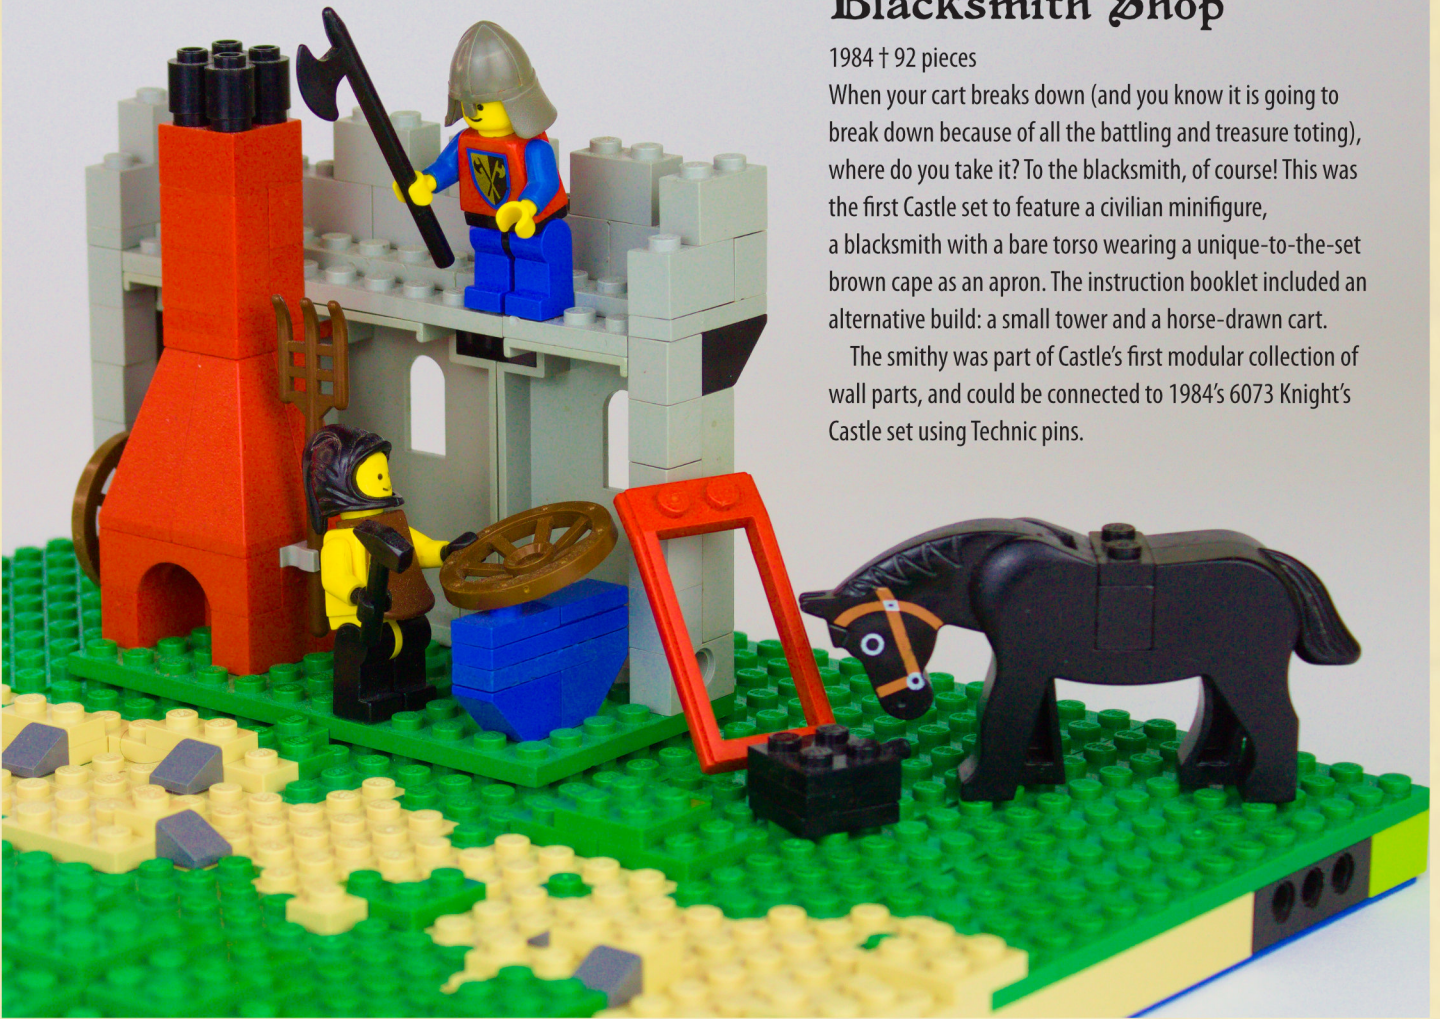 Blacksmith Shop
1984 † 92 pieces
When your cart breaks down (and you know it is going to
break down because of all the battling and treasure toting),
where do you take it? To the blacksmith, of course! This was
the first Castle set to feature a civilian minifigure,
a blacksmith with a bare torso wearing a unique-to-the-set
brown cape as an apron. The instruction booklet included an
alternative build: a small tower and a horse-drawn cart.
The smithy was part of Castle’s first modular collection of
wall parts, and could be connected to 1984’s 6073 Knight’s
Castle set using Technic pins.